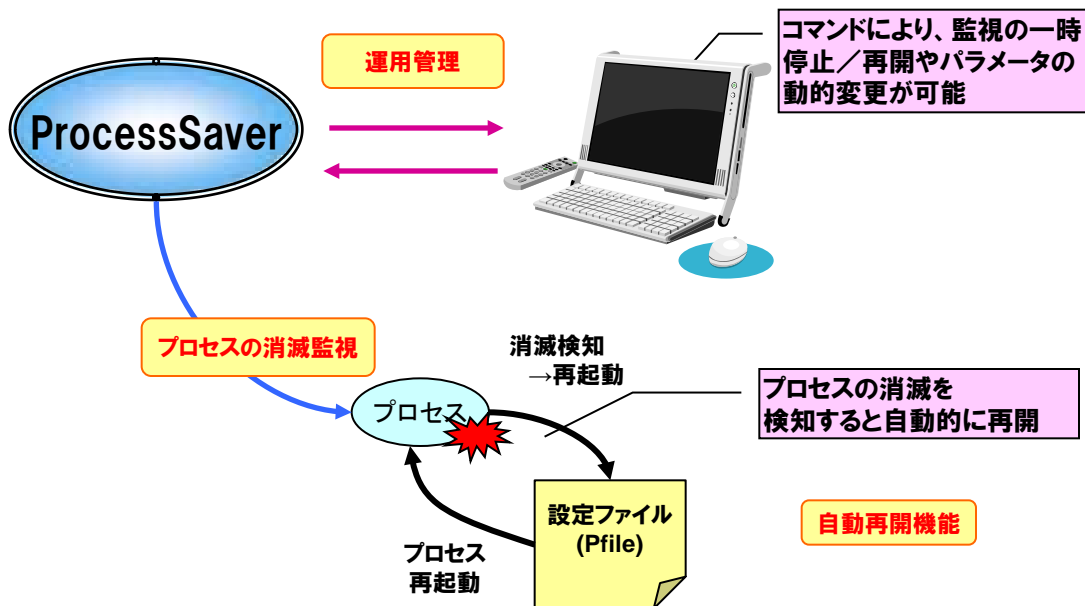 運用管理
コマンドにより、監視の一時
停止／再開やパラメータの
動的変更が可能
ProcessSaver
プロセスの消滅監視
消滅検知
→再起動
プロセス
プロセスの消滅を
検知すると自動的に再開
設定ファイル
(Pfile)
自動再開機能
プロセス
再起動